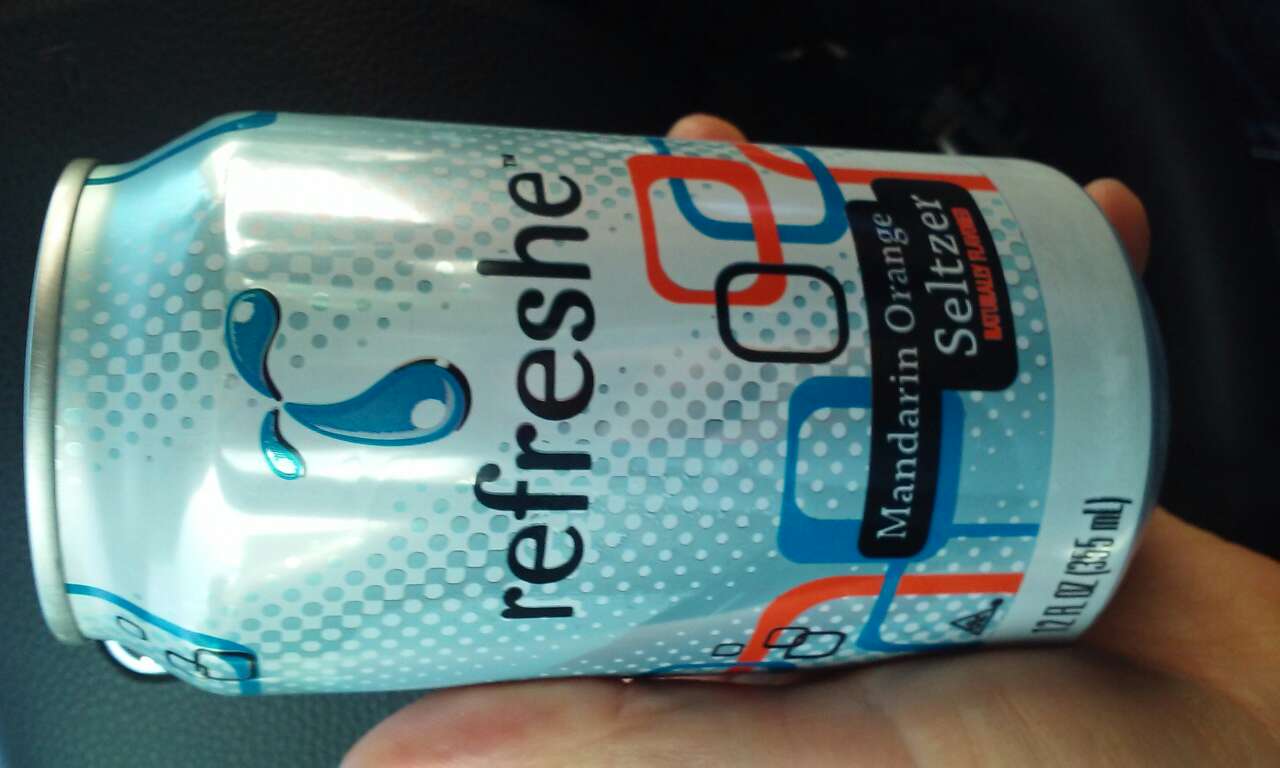 refreshe™
Mandarin Orange
Seltzer
NATURALLY FLAVORED
12 FL OZ (355 mL)